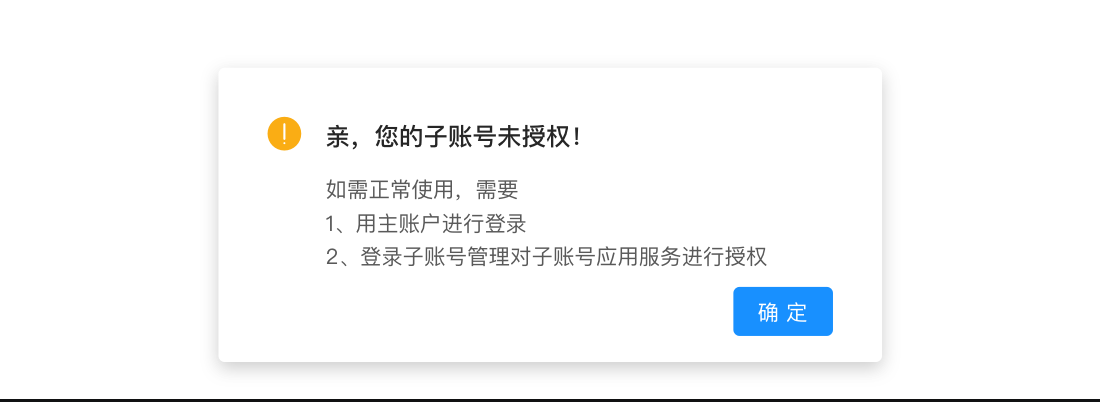 亲，您的子账号未授权！
如需正常使用，需要
1、用主账户进行登录
2、登录子账号管理对子账号应用服务进行授权
确 定